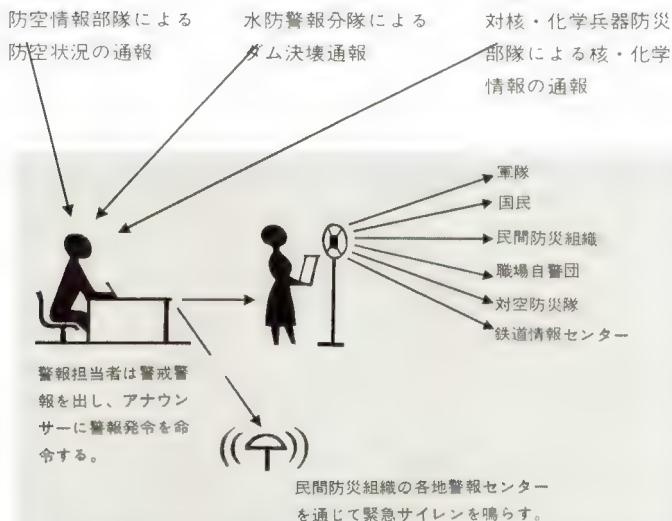 防空情報部隊による
防空状況の通報
水防警報分隊による
ダム決壊通報
対核・化学兵器防災
部隊による核・化学
情報の通報
軍隊
国民
民間防災組織
職場自警団
対空防災隊
鉄道情報センター
警報担当者は警戒警
報を出し、アナウン
サーに警報発令を命
令する。
民間防災組織の各地警報センター
を通じて緊急サイレンを鳴らす。